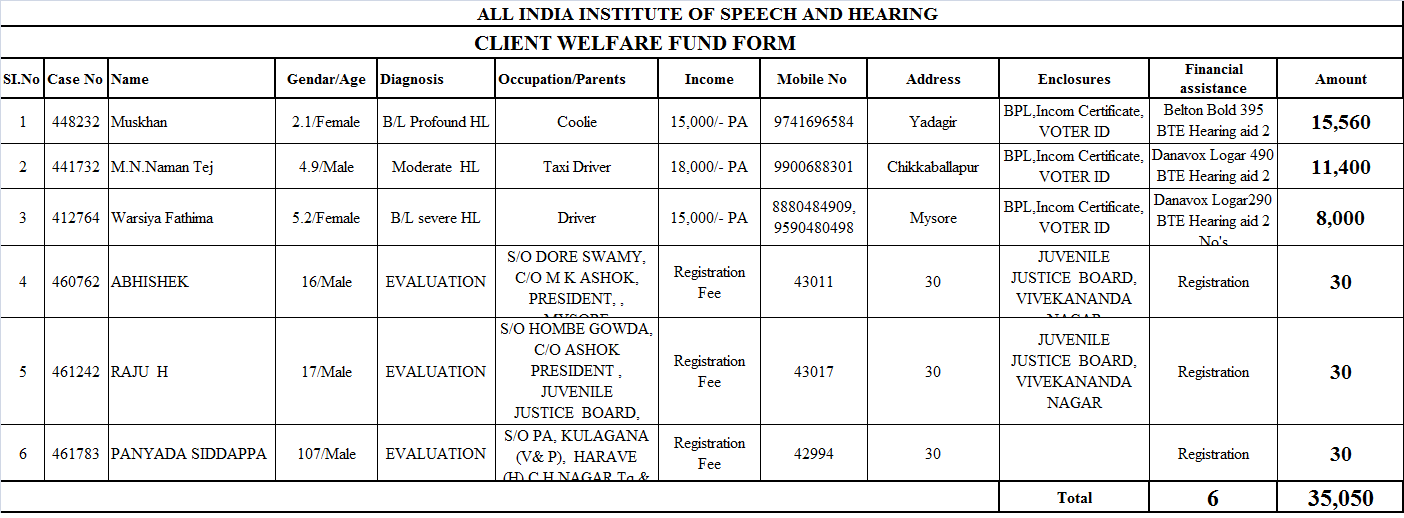 ALL INDIA INSTITUTE OF SPEECH AND HEARING
CLIENT WELFARE FUND FORM
SI.No Case No Name Gendar/Age Diagnosis Occupation/Parents Income Mobile No Address Enclosures Financial assistance Amount
1 448232 Muskhan 2.1/Female B/L Profound HL Coolie 15,000/- PA 9741696584 Yadagir BPL,Incom Certificate, VOTER ID Belton Bold 395 BTE Hearing aid 2 15,560
2 441732 M.N.Naman Tej 4.9/Male Moderate HL Taxi Driver 18,000/- PA 9900688301 Chikkaballapur BPL,Incom Certificate, VOTER ID Danavox Logar 490 BTE Hearing aid 2 11,400
3 412764 Warsiya Fathima 5.2/Female B/L severe HL Driver 15,000/- PA 8880484909, 9590480498 Mysore BPL,Incom Certificate, VOTER ID Danavox Logar290 BTE Hearing aid 2 No's 8,000
4 460762 ABHISHEK 16/Male EVALUATION S/O DORE SWAMY, C/O M K ASHOK, PRESIDENT, , MYSORE Registration Fee 43011 30 JUVENILE JUSTICE BOARD, VIVEKANANDA NAGAR Registration 30
5 461242 RAJU H 17/Male EVALUATION S/O HOMBE GOWDA, C/O ASHOK PRESIDENT , JUVENILE JUSTICE BOARD, Registration Fee 43017 30 JUVENILE JUSTICE BOARD, VIVEKANANDA NAGAR Registration 30
6 461783 PANYADA SIDDAPPA 107/Male EVALUATION S/O PA, KULAGANA (V& P), HARAVE (H) C H NAGAR Tq & Registration Fee 42994 30 Registration 30
Total 6 35,050